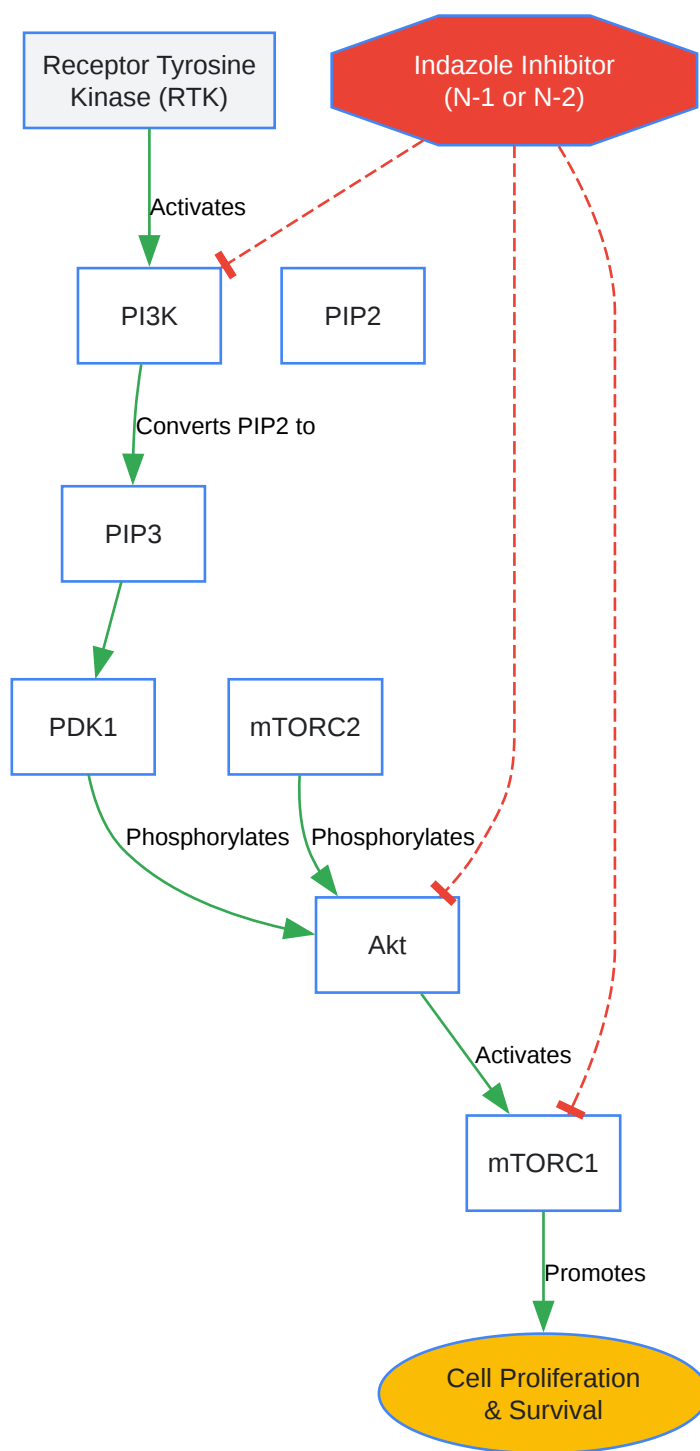 Receptor Tyrosine
Kinase (RTK)
Indazole Inhibitor
(N-1 or N-2)
Activates
PI3K
PIP2
Converts PIP2 to
PIP3
PDK1
mTORC2
Phosphorylates
Phosphorylates
Akt
Activates
mTORC1
Promotes
Cell Proliferation
& Survival